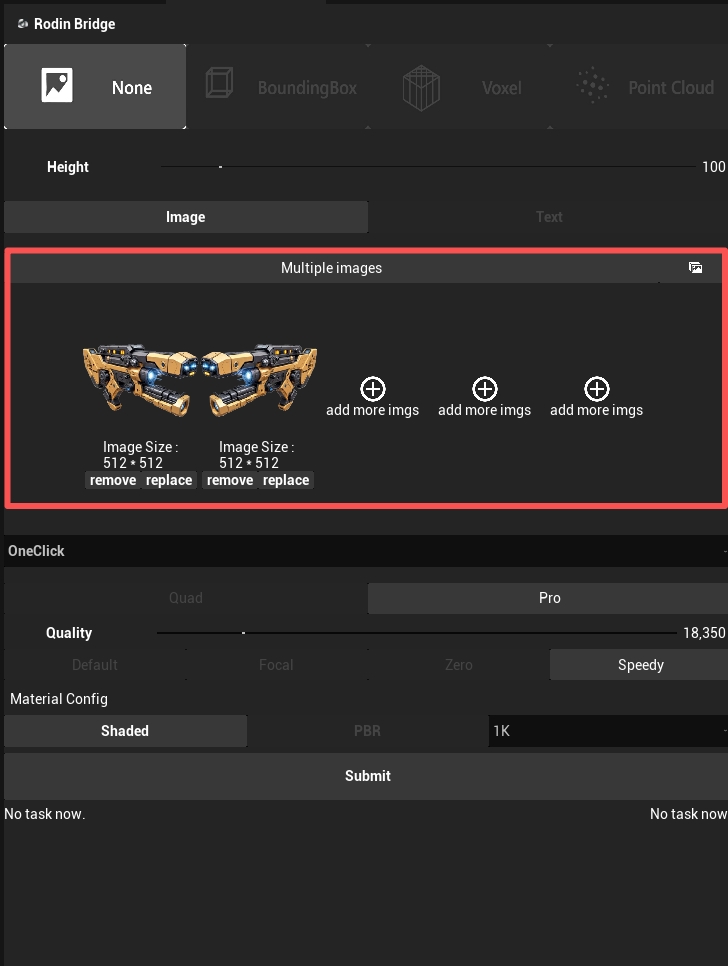 Rodin Bridge
None BoundingBox Voxel Point Cloud
Height 100
Image Text
Multiple images
add more imgs add more imgs add more imgs
Image Size : Image Size :
512 * 512 512 * 512
remove replace remove replace
OneClick
Quad Pro
Quality 18,350
Default Focal Zero Speedy
Material Config
Shaded PBR 1K
Submit
No task now. No task now